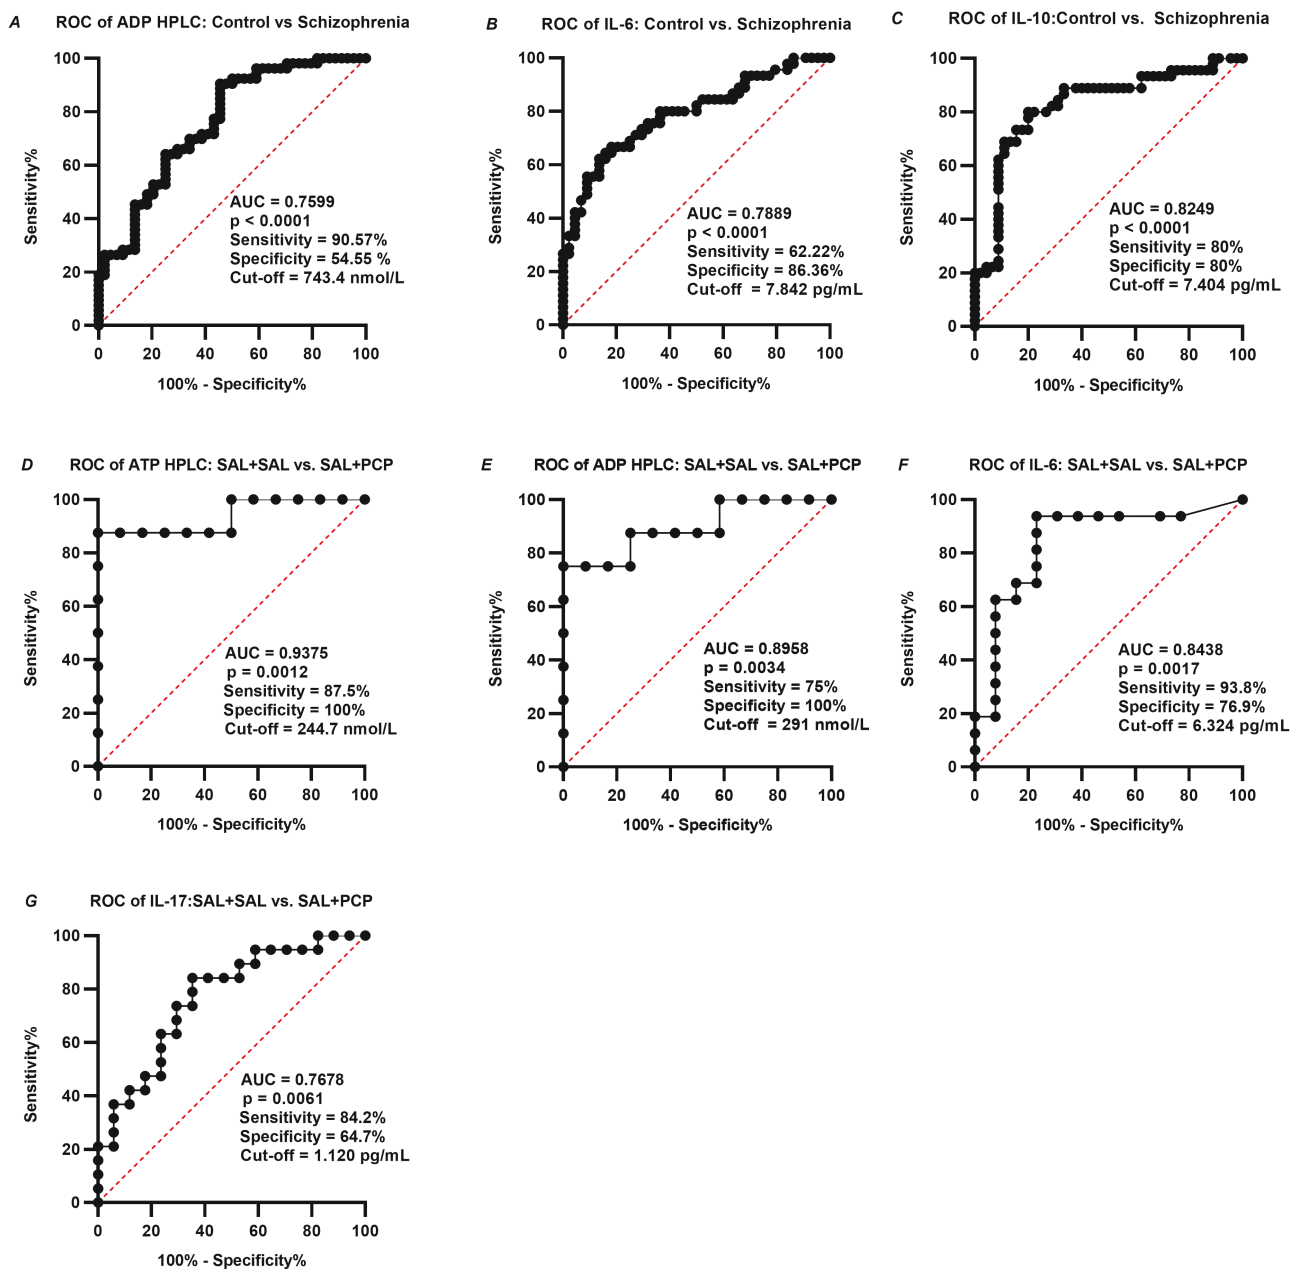 A
ROC of ADP HPLC: Control vs Schizophrenia
100
80
60
40
20
0
Sensitivity%
AUC = 0.7599
p < 0.0001
Sensitivity = 90.57%
Specificity = 54.55 %
Cut-off = 743.4 nmol/L
0 20 40 60 80 100
100% - Specificity%
B
ROC of IL-6: Control vs. Schizophrenia
100
80
60
40
20
0
Sensitivity%
AUC = 0.7889
p < 0.0001
Sensitivity = 62.22%
Specificity = 86.36%
Cut-off = 7.842 pg/mL
0 20 40 60 80 100
100% - Specificity%
C
ROC of IL-10:Control vs. Schizophrenia
100
80
60
40
20
0
Sensitivity%
AUC = 0.8249
p < 0.0001
Sensitivity = 80%
Specificity = 80%
Cut-off = 7.404 pg/mL
0 20 40 60 80 100
100% - Specificity%
D
ROC of ATP HPLC: SAL+SAL vs. SAL+PCP
100
80
60
40
20
0
Sensitivity%
AUC = 0.9375
p = 0.0012
Sensitivity = 87.5%
Specificity = 100%
Cut-off = 244.7 nmol/L
0 20 40 60 80 100
100% - Specificity%
E
ROC of ADP HPLC: SAL+SAL vs. SAL+PCP
100
80
60
40
20
0
Sensitivity%
AUC = 0.8958
p = 0.0034
Sensitivity = 75%
Specificity = 100%
Cut-off = 291 nmol/L
0 20 40 60 80 100
100% - Specificity%
F
ROC of IL-6: SAL+SAL vs. SAL+PCP
100
80
60
40
20
0
Sensitivity%
AUC = 0.8438
p = 0.0017
Sensitivity = 93.8%
Specificity = 76.9%
Cut-off = 6.324 pg/mL
0 20 40 60 80 100
100% - Specificity%
G
ROC of IL-17:SAL+SAL vs. SAL+PCP
100
80
60
40
20
0
Sensitivity%
AUC = 0.7678
p = 0.0061
Sensitivity = 84.2%
Specificity = 64.7%
Cut-off = 1.120 pg/mL
0 20 40 60 80 100
100% - Specificity%